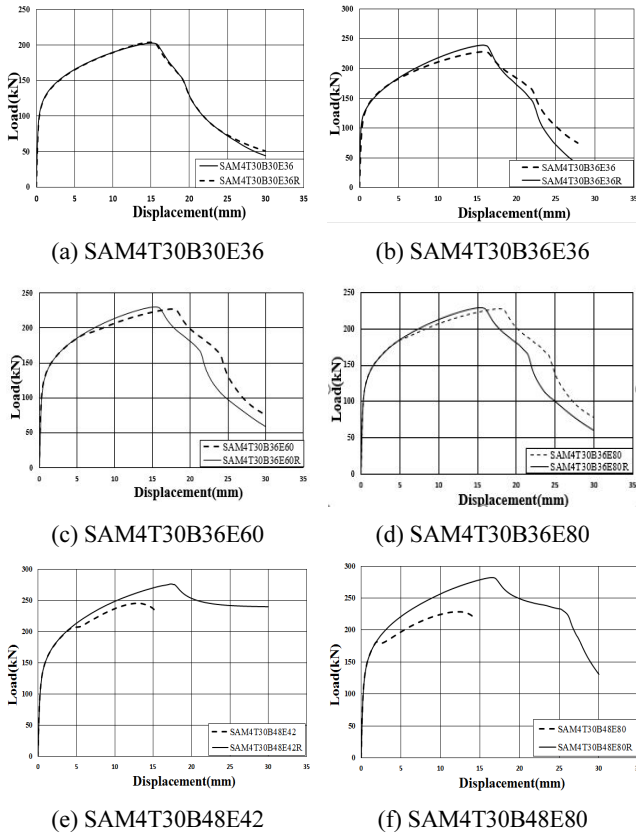 250
200
150
100
50
0
Load(kN)
SAM4T30B30E36
SAM4T30B30E36R
0 5 10 15 20 25 30 35
Displacement(mm)
(a) SAM4T30B30E36
250
200
150
100
50
0
Load(kN)
SAM4T30B36E36
SAM4T30B36E36R
0 5 10 15 20 25 30 35
Displacement(mm)
(b) SAM4T30B36E36
250
200
150
100
50
0
Load(kN)
SAM4T30B36E60
SAM4T30B36E60R
0 5 10 15 20 25 30 35
Displacement(mm)
(c) SAM4T30B36E60
250
200
150
100
50
0
Load(kN)
SAM4T30B36E80
SAM4T30B36E80R
0 5 10 15 20 25 30 35
Displacement(mm)
(d) SAM4T30B36E80
300
250
200
150
100
50
0
Load(kN)
SAM4T30B48E42
SAM4T30B48E42R
0 5 10 15 20 25 30 35
Displacement(mm)
(e) SAM4T30B48E42
300
250
200
150
100
50
0
Load(kN)
SAM4T30B48E80
SAM4T30B48E80R
0 5 10 15 20 25 30 35
Displacement(mm)
(f) SAM4T30B48E80